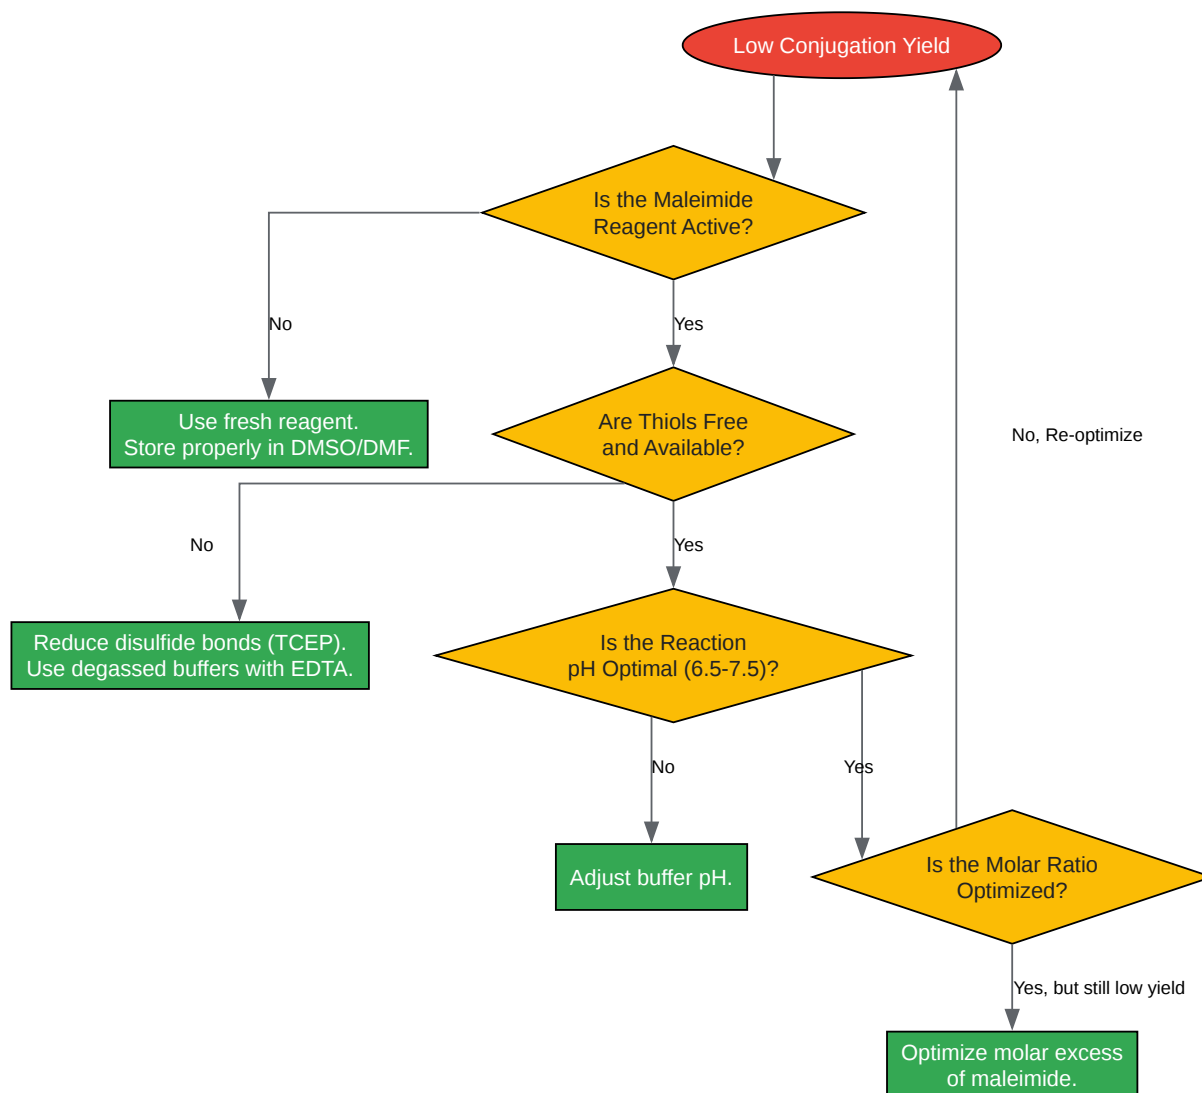 Low Conjugation Yield
Is the Maleimide
Reagent Active?
No
Yes
Use fresh reagent.
Store properly in DMSO/DMF.
Are Thiols Free
and Available?
No, Re-optimize
No
Yes
Reduce disulfide bonds (TCEP).
Use degassed buffers with EDTA.
Is the Reaction
pH Optimal (6.5-7.5)?
No
Yes
Adjust buffer pH.
Is the Molar Ratio
Optimized?
Yes, but still low yield
Optimize molar excess
of maleimide.